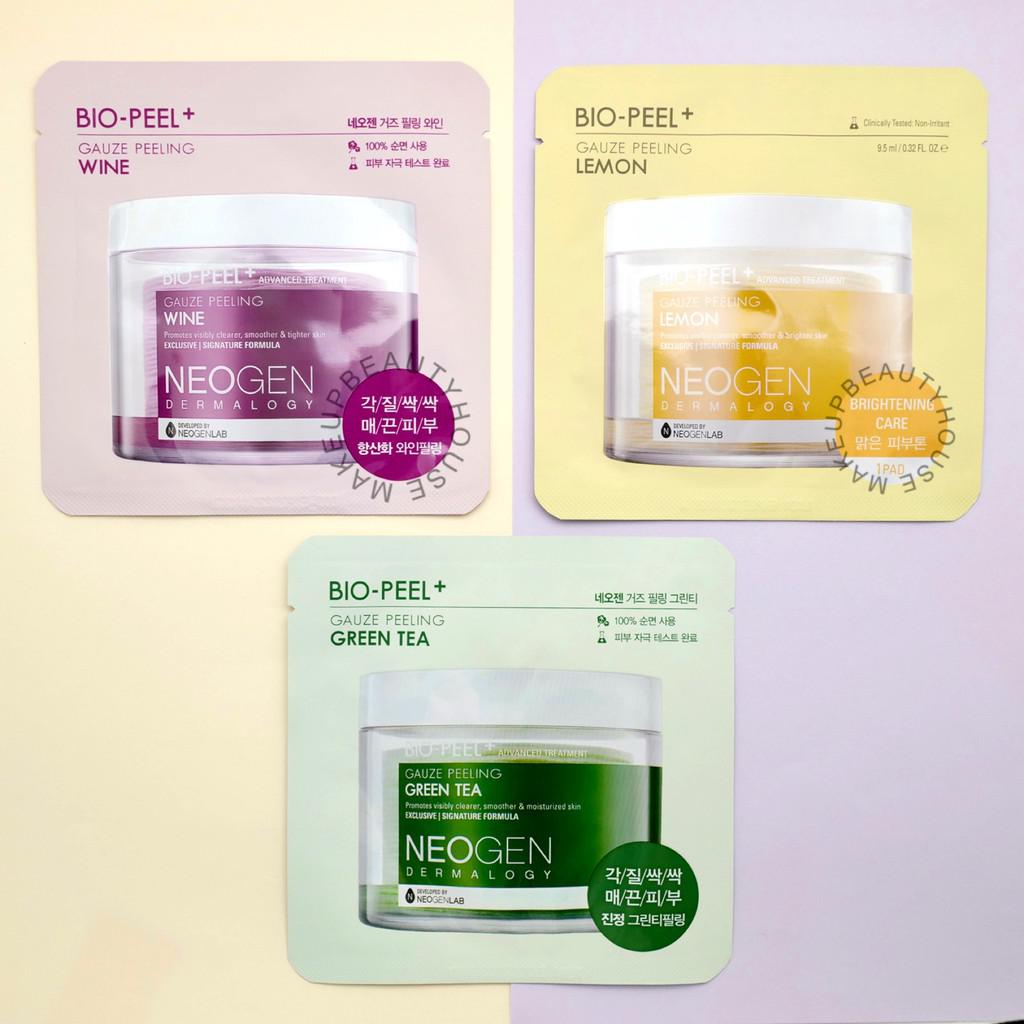 BIO-PEEL+
네오젠 거즈 필링 와인
GAUZE PEELING
WINE
100% 순면 사용
피부 자극 테스트 완료
BIO-PEEL+ ADVANCED TREATMENT
GAUZE PEELING
WINE
Promotes visibly clearer, smoother & tighter skin
EXCLUSIVE | SIGNATURE FORMULA
NEOGEN
DERMALOGY
N DEVELOPED BY
NEOGENLAB
각/질/싹/싹
매/끈/피/부
항산화 와인필링
MAKEUPBEAUTYHOUSE
BIO-PEEL+
Clinically Tested: Non-Irritant
GAUZE PEELING
LEMON
9.5 ml / 0.32 FL. OZ. ℮
BIO-PEEL+ ADVANCED TREATMENT
GAUZE PEELING
LEMON
Promotes smoother & brighter skin
EXCLUSIVE | SIGNATURE FORMULA
NEOGEN
DERMALOGY
N DEVELOPED BY
NEOGENLAB
BRIGHTENING
CARE
맑은 피부톤
1PAD
MAKEUPBEAUTYHOUSE
BIO-PEEL+
네오젠 거즈 필링 그린티
GAUZE PEELING
GREEN TEA
100% 순면 사용
피부 자극 테스트 완료
BIO-PEEL+ ADVANCED TREATMENT
GAUZE PEELING
GREEN TEA
Promotes visibly clearer, smoother & moisturized skin
EXCLUSIVE | SIGNATURE FORMULA
NEOGEN
DERMALOGY
N DEVELOPED BY
NEOGENLAB
각/질/싹/싹
매/끈/피/부
진정 그린티필링